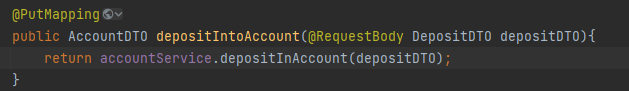 @PutMapping
public AccountDTO depositIntoAccount(@RequestBody DepositDTO depositDTO){
return accountService.depositInAccount(depositDTO);
}